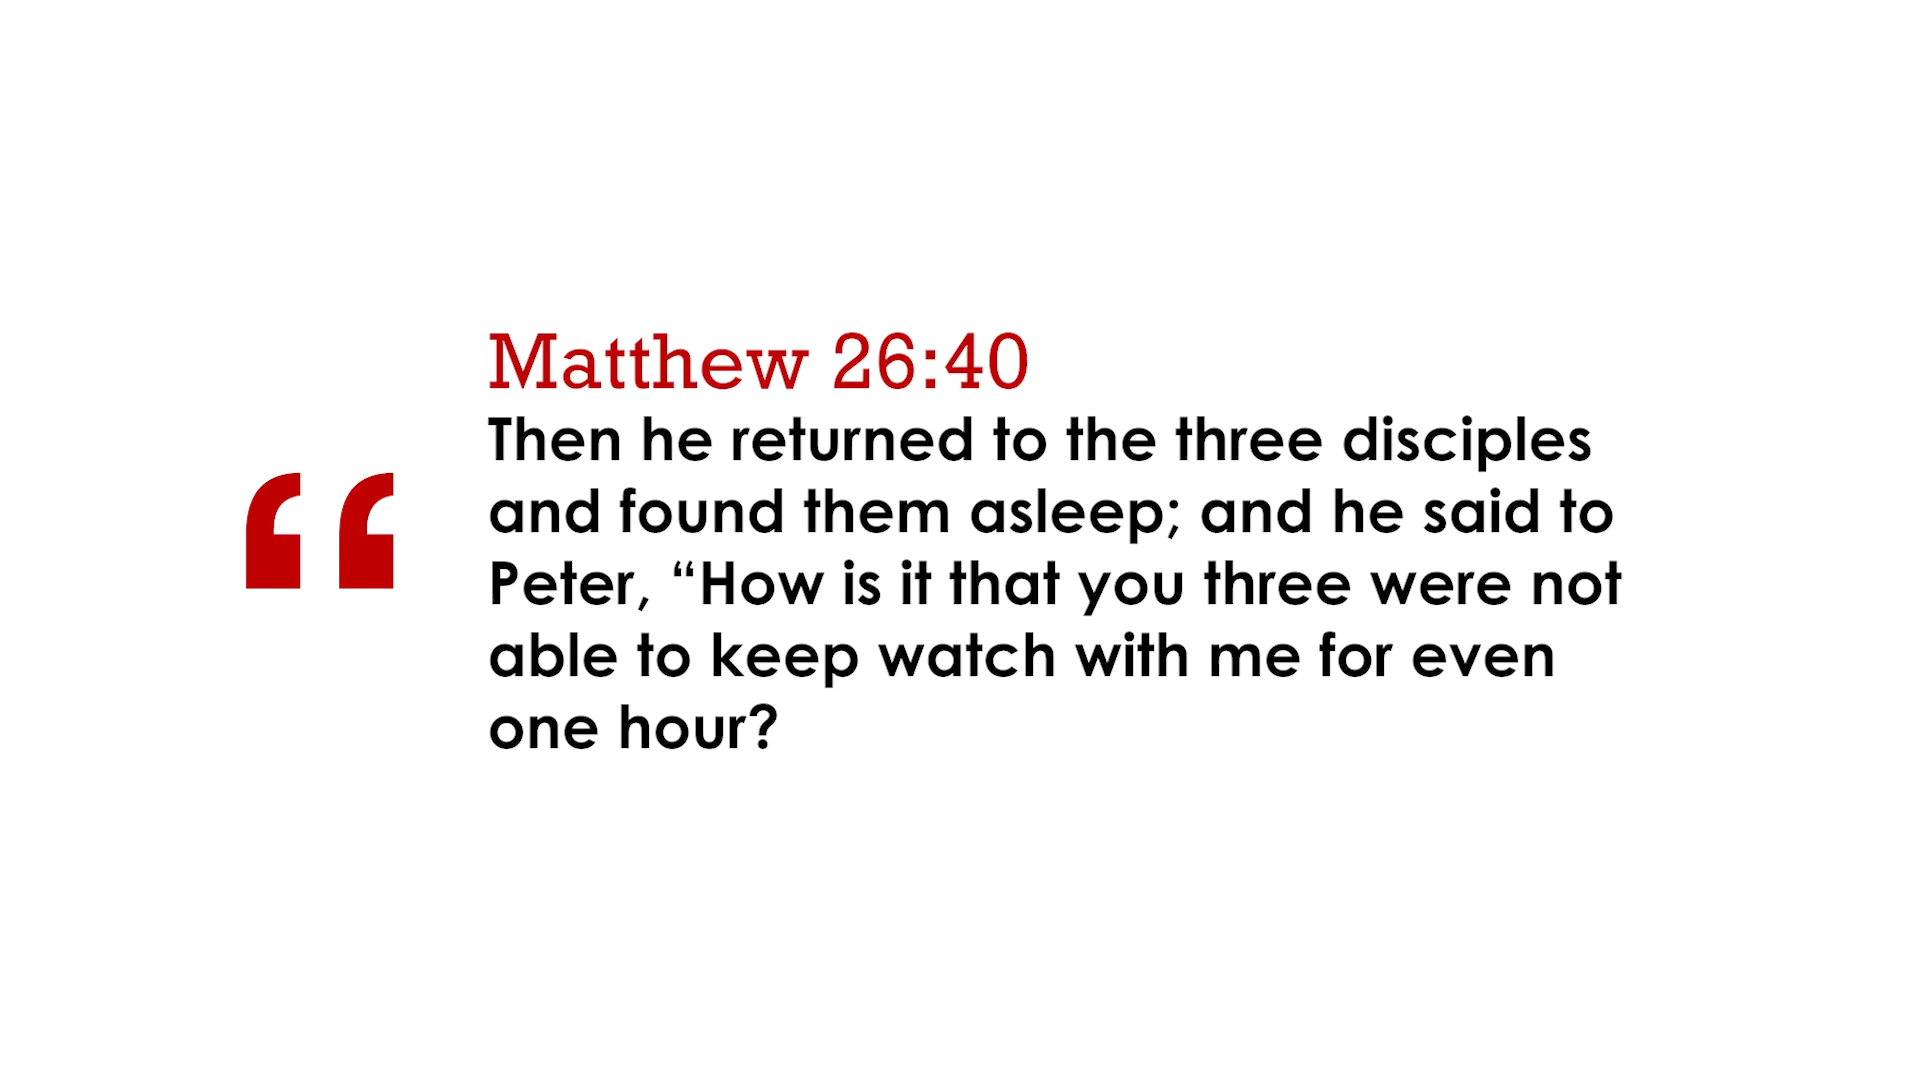 Matthew 26:40
Then he returned to the three disciples
and found them asleep; and he said to
Peter, “How is it that you three were not
able to keep watch with me for even
one hour?
“